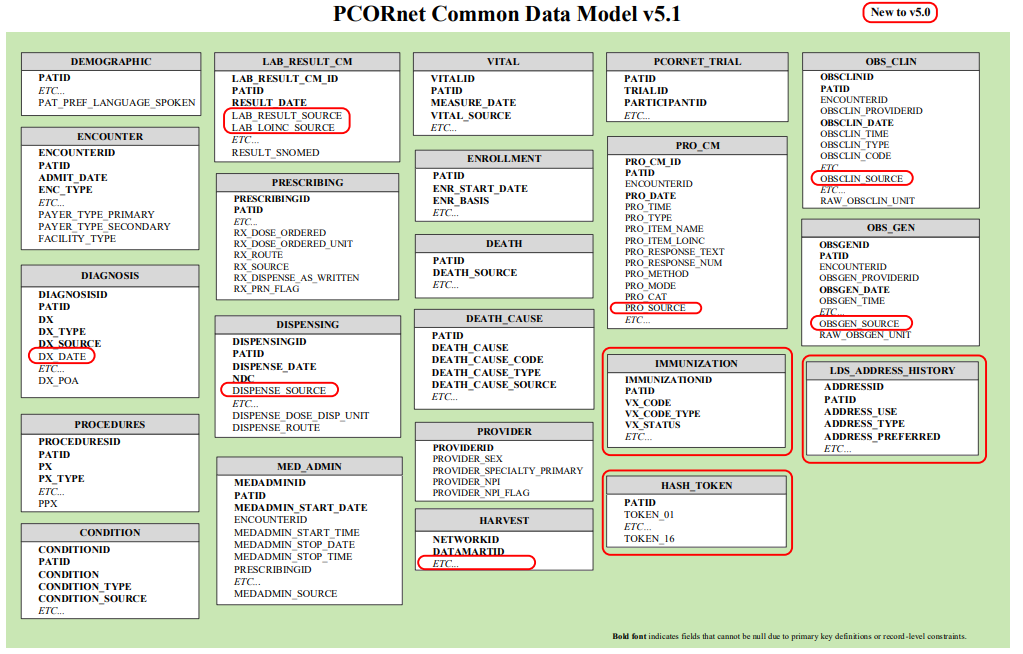 PCORnet Common Data Model v5.1
New to v5.0
DEMOGRAPHIC
PATID
ETC...
PAT_PREF_LANGUAGE_SPOKEN
ENCOUNTER
ENCOUNTERID
PATID
ADMIT_DATE
ENC_TYPE
ETC...
PAYER_TYPE_PRIMARY
PAYER_TYPE_SECONDARY
FACILITY_TYPE
DIAGNOSIS
DIAGNOSISID
PATID
DX
DX_TYPE
DX_SOURCE
DX_DATE
ETC...
DX_POA
PROCEDURES
PROCEDURESID
PATID
PX
PX_TYPE
ETC...
PPX
CONDITION
CONDITIONID
PATID
CONDITION
CONDITION_TYPE
CONDITION_SOURCE
ETC...
LAB_RESULT_CM
LAB_RESULT_CM_ID
PATID
RESULT_DATE
LAB_RESULT_SOURCE
LAB_LOINC_SOURCE
ETC...
RESULT_SNOMED
PRESCRIBING
PRESCRIBINGID
PATID
ETC...
RX_DOSE_ORDERED
RX_DOSE_ORDERED_UNIT
RX_ROUTE
RX_SOURCE
RX_DISPENSE_AS_WRITTEN
RX_PRN_FLAG
DISPENSING
DISPENSINGID
PATID
DISPENSE_DATE
NDC
DISPENSE_SOURCE
ETC...
DISPENSE_DOSE_DISP_UNIT
DISPENSE_ROUTE
MED_ADMIN
MEDADMINID
PATID
MEDADMIN_START_DATE
ENCOUNTERID
MEDADMIN_START_TIME
MEDADMIN_STOP_DATE
MEDADMIN_STOP_TIME
PRESCRIBINGID
ETC...
MEDADMIN_SOURCE
VITAL
VITALID
PATID
MEASURE_DATE
VITAL_SOURCE
ETC...
ENROLLMENT
PATID
ENR_START_DATE
ENR_BASIS
ETC...
DEATH
PATID
DEATH_SOURCE
ETC...
DEATH_CAUSE
PATID
DEATH_CAUSE
DEATH_CAUSE_CODE
DEATH_CAUSE_TYPE
DEATH_CAUSE_SOURCE
ETC...
PROVIDER
PROVIDERID
PROVIDER_SEX
PROVIDER_SPECIALTY_PRIMARY
PROVIDER_NPI
PROVIDER_NPI_FLAG
HARVEST
NETWORKID
DATAMARTID
ETC...
PCORNET_TRIAL
PATID
TRIALID
PARTICIPANTID
ETC...
PRO_CM
PRO_CM_ID
PATID
ENCOUNTERID
PRO_DATE
PRO_TIME
PRO_TYPE
PRO_ITEM_NAME
PRO_ITEM_LOINC
PRO_RESPONSE_TEXT
PRO_RESPONSE_NUM
PRO_METHOD
PRO_MODE
PRO_CAT
PRO_SOURCE
ETC...
IMMUNIZATION
IMMUNIZATIONID
PATID
VX_CODE
VX_CODE_TYPE
VX_STATUS
ETC...
HASH_TOKEN
PATID
TOKEN_01
ETC...
TOKEN_16
OBS_CLIN
OBSCLINID
PATID
ENCOUNTERID
OBSCLIN_PROVIDERID
OBSCLIN_DATE
OBSCLIN_TIME
OBSCLIN_TYPE
OBSCLIN_CODE
ETC...
OBSCLIN_SOURCE
ETC...
RAW_OBSCLIN_UNIT
OBS_GEN
OBSGENID
PATID
ENCOUNTERID
OBSGEN_PROVIDERID
OBSGEN_DATE
OBSGEN_TIME
ETC...
OBSGEN_SOURCE
RAW_OBSGEN_UNIT
LDS_ADDRESS_HISTORY
ADDRESSID
PATID
ADDRESS_USE
ADDRESS_TYPE
ADDRESS_PREFERRED
ETC...
Bold font indicates fields that cannot be null due to primary key definitions or record-level constraints.